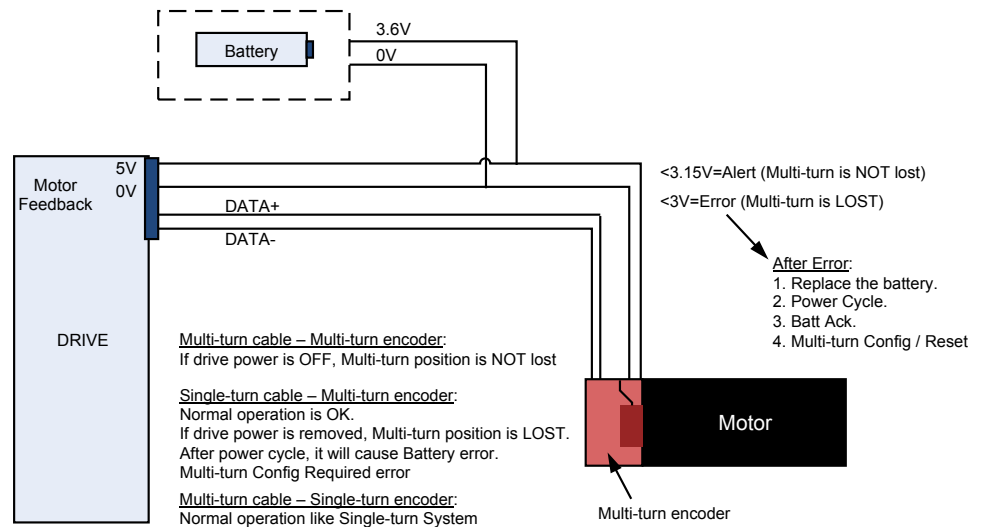 3.6V
Battery
0V
5V
Motor
Feedback
0V
DATA+
DATA-
<3.15V=Alert (Multi-turn is NOT lost)
<3V=Error (Multi-turn is LOST)
After Error:
1. Replace the battery.
2. Power Cycle.
3. Batt Ack.
4. Multi-turn Config / Reset
DRIVE
Multi-turn cable – Multi-turn encoder:
If drive power is OFF, Multi-turn position is NOT lost
Single-turn cable – Multi-turn encoder:
Normal operation is OK.
If drive power is removed, Multi-turn position is LOST.
After power cycle, it will cause Battery error.
Multi-turn Config Required error
Multi-turn cable – Single-turn encoder:
Normal operation like Single-turn System
Motor
Multi-turn encoder